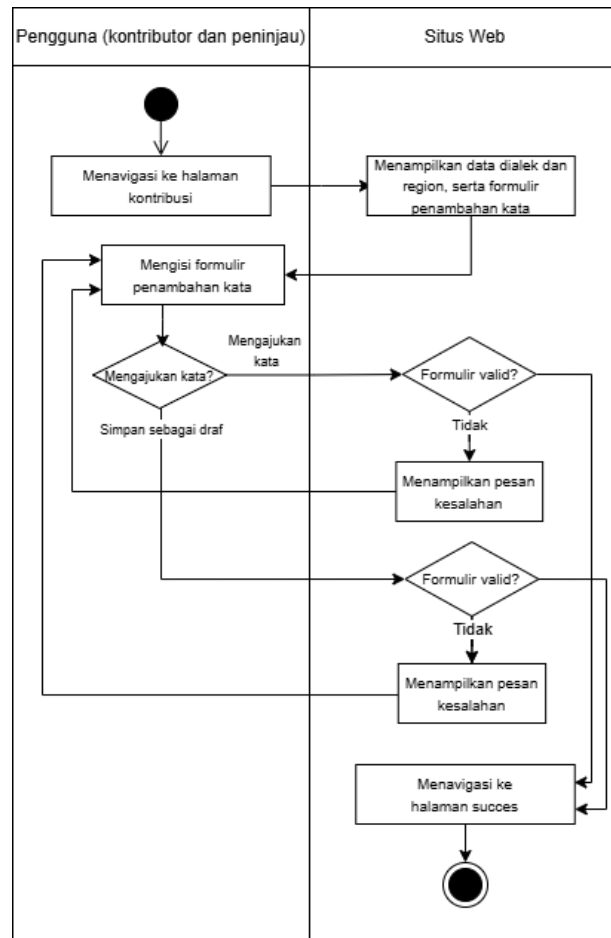 Pengguna (kontributor dan peninjau)
Situs Web
Menavigasi ke halaman
kontribusi
Menampilkan data dialek dan
region, serta formulir
penambahan kata
Mengisi formulir
penambahan kata
Mengajukan kata?
Mengajukan
kata
Formulir valid?
Simpan sebagai draf
Tidak
Menampilkan pesan
kesalahan
Formulir valid?
Tidak
Menampilkan pesan
kesalahan
Menavigasi ke
halaman succes